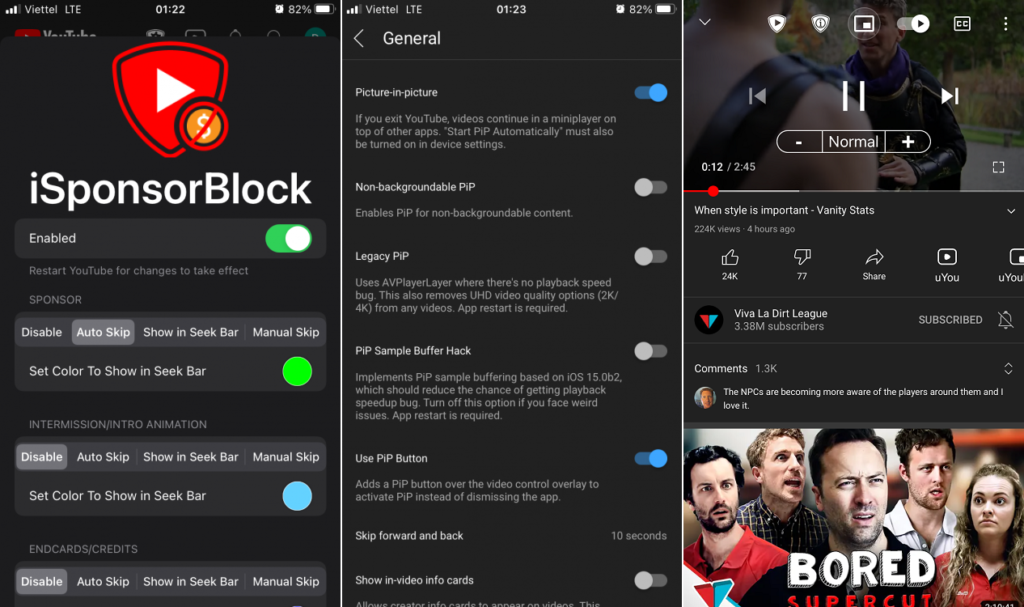 Viettel LTE 01:22 82%
YouTube
iSponsorBlock
Enabled
Restart YouTube for changes to take effect
SPONSOR
Disable Auto Skip Show in Seek Bar Manual Skip
Set Color To Show in Seek Bar
INTERMISSION/INTRO ANIMATION
Disable Auto Skip Show in Seek Bar Manual Skip
Set Color To Show in Seek Bar
ENDCARDS/CREDITS
Disable Auto Skip Show in Seek Bar Manual Skip
Viettel LTE 01:23 82%
General
Picture-in-picture
If you exit YouTube, videos continue in a miniplayer on
top of other apps. "Start PiP Automatically" must also
be turned on in device settings.
Non-backgroundable PiP
Enables PiP for non-backgroundable content.
Legacy PiP
Uses AVPlayerLayer where there's no playback speed
bug. This also removes UHD video quality options (2K/
4K) from any videos. App restart is required.
PiP Sample Buffer Hack
Implements PiP sample buffering based on iOS 15.0b2,
which should reduce the chance of getting playback
speedup bug. Turn off this option if you face weird
issues. App restart is required.
Use PiP Button
Adds a PiP button over the video control overlay to
activate PiP instead of dismissing the app.
Skip forward and back 10 seconds
Show in-video info cards
Allows creator info cards to appear on videos. This
CC
- Normal +
0:12 / 2:45
When style is important - Vanity Stats
224K views · 4 hours ago
24K 77 Share uYou uYou
Viva La Dirt League
3.38M subscribers
SUBSCRIBED
Comments 1.3K
The NPCs are becoming more aware of the players around them and I
love it.
BORED
SUPERCUT
2:10:41